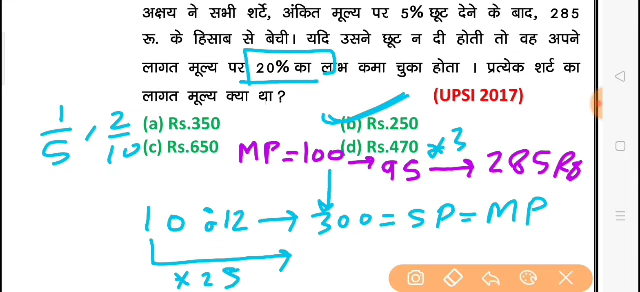 अक्षय ने सभी शर्टे, अंकित मूल्य पर 5% छूट देने के बाद, 285
रू. के हिसाब से बेची। यदि उसने छूट न दी होती तो वह अपने
लागत मूल्य पर 20% का लाभ कमा चुका होता । प्रत्येक शर्ट का
लागत मूल्य क्या था ?
(UPSI 2017)
(a) Rs.350
(b) Rs.250
(c) Rs.650
(d) Rs.470
1/5, 2/10
MP=100 → 95 *3 → 285Rs
10:12 → 300 = SP = MP
*25